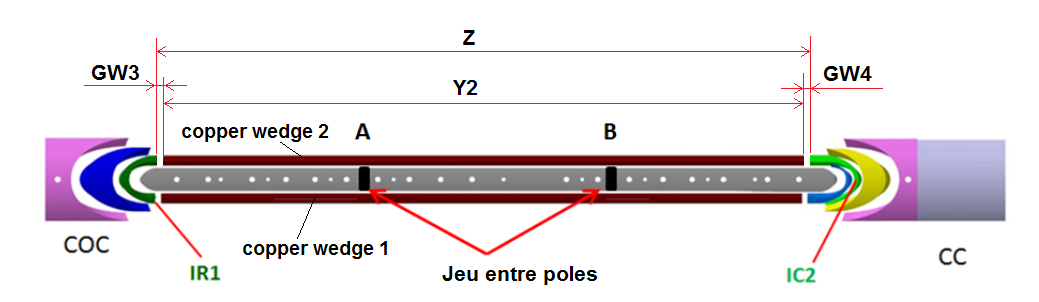 Z
GW3
GW4
Y2
copper wedge 2
A
B
COC
copper wedge 1
IR1
Jeu entre poles
IC2
CC